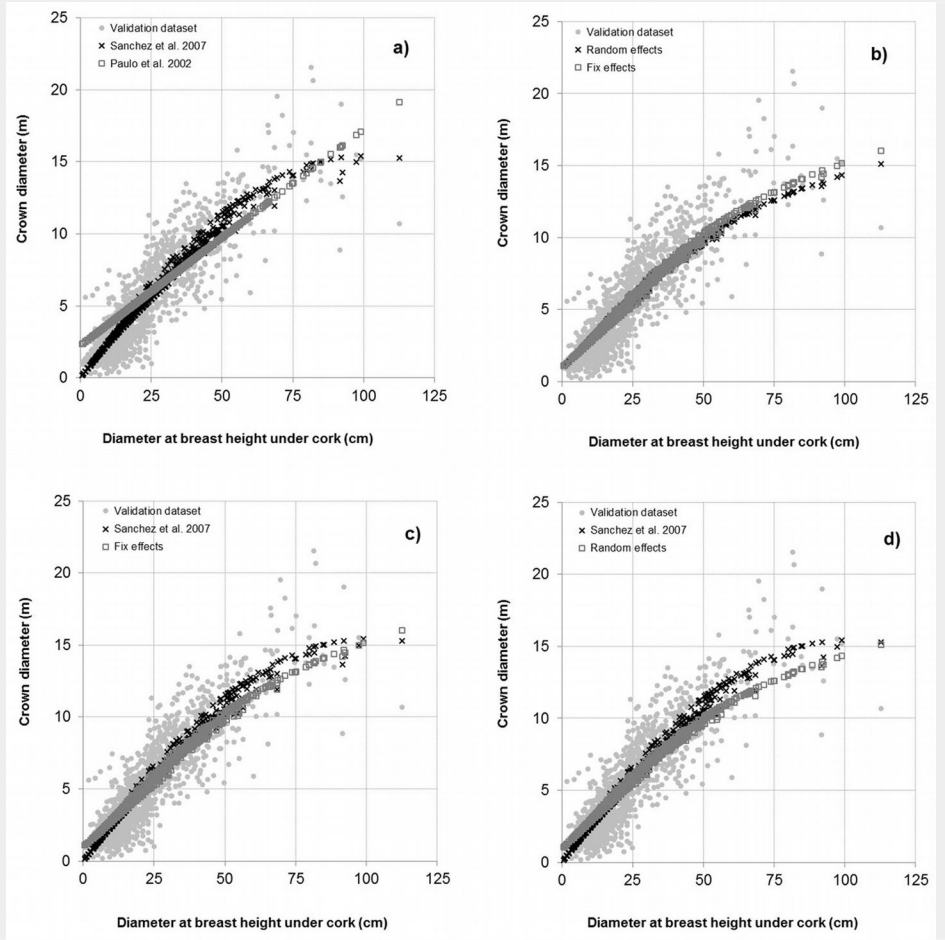 25
Validation dataset
Sanchez et al. 2007
Paulo et al. 2002
a)
20
15
10
5
0
Crown diameter (m)
0 25 50 75 100 125
Diameter at breast height under cork (cm)
25
Validation dataset
Random effects
Fix effects
b)
20
15
10
5
0
Crown diameter (m)
0 25 50 75 100 125
Diameter at breast height under cork (cm)
25
Validation dataset
Sanchez et al. 2007
Fix effects
c)
20
15
10
5
0
Crown diameter (m)
0 25 50 75 100 125
Diameter at breast height under cork (cm)
25
Validation dataset
Sanchez et al. 2007
Random effects
d)
20
15
10
5
0
Crown diameter (m)
0 25 50 75 100 125
Diameter at breast height under cork (cm)